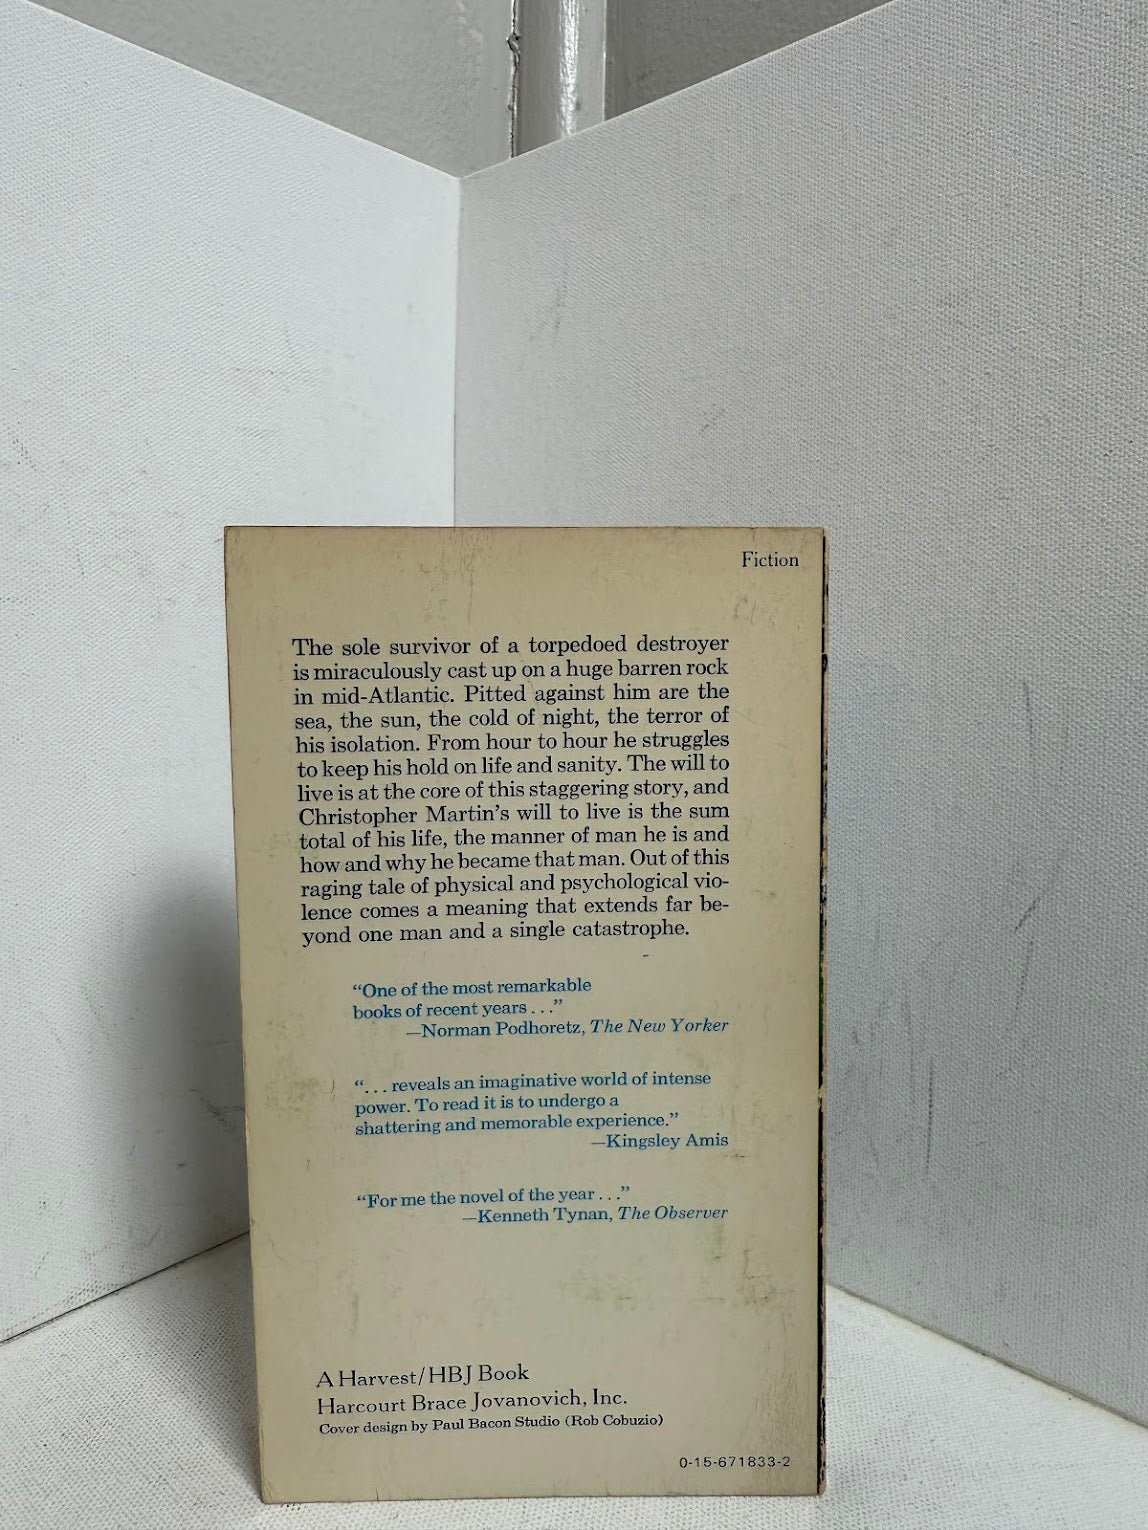 Fiction
The sole survivor of a torpedoed destroyer
is miraculously cast up on a huge barren rock
in mid-Atlantic. Pitted against him are the
sea, the sun, the cold of night, the terror of
his isolation. From hour to hour he struggles
to keep his hold on life and sanity. The will to
live is at the core of this staggering story, and
Christopher Martin's will to live is the sum
total of his life, the manner of man he is and
how and why he became that man. Out of this
raging tale of physical and psychological vio-
lence comes a meaning that extends far be-
yond one man and a single catastrophe.
“One of the most remarkable
books of recent years . . .”
—Norman Podhoretz, The New Yorker
“. . . reveals an imaginative world of intense
power. To read it is to undergo a
shattering and memorable experience.”
—Kingsley Amis
“For me the novel of the year . . .”
—Kenneth Tynan, The Observer
A Harvest/HBJ Book
Harcourt Brace Jovanovich, Inc.
Cover design by Paul Bacon Studio (Rob Cobuzio)
0-15-671833-2